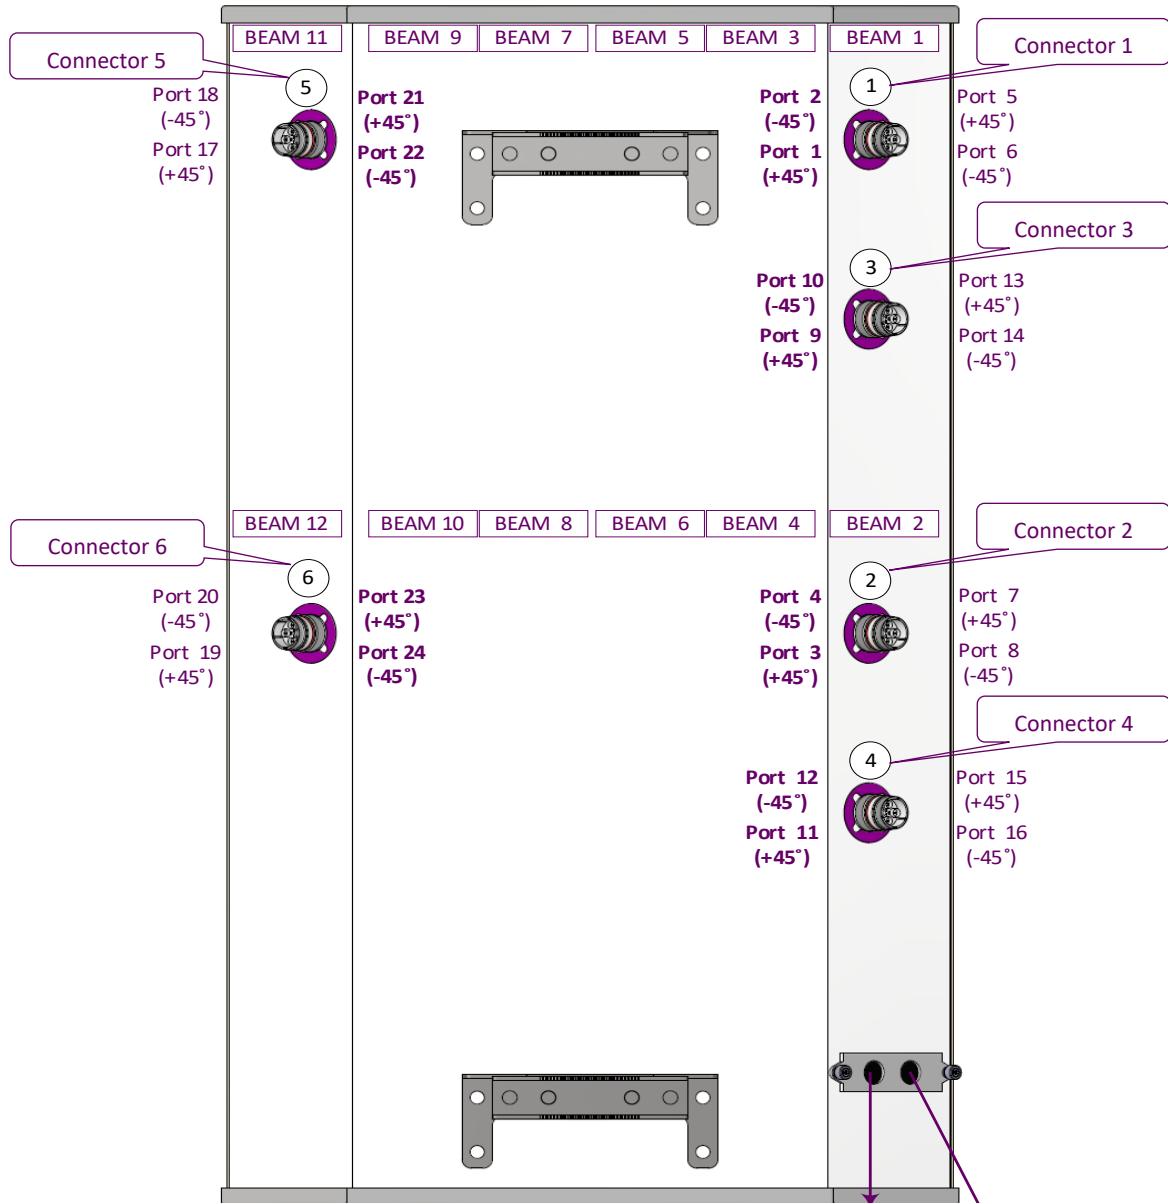 BEAM 11 BEAM 9 BEAM 7 BEAM 5 BEAM 3 BEAM 1
Connector 5
Connector 1
5
1
Port 18
(-45°)
Port 17
(+45°)
Port 21
(+45°)
Port 22
(-45°)
Port 2
(-45°)
Port 1
(+45°)
Port 5
(+45°)
Port 6
(-45°)
Connector 3
3
Port 10
(-45°)
Port 9
(+45°)
Port 13
(+45°)
Port 14
(-45°)
BEAM 12 BEAM 10 BEAM 8 BEAM 6 BEAM 4 BEAM 2
Connector 6
Connector 2
6
2
Port 20
(-45°)
Port 19
(+45°)
Port 23
(+45°)
Port 24
(-45°)
Port 4
(-45°)
Port 3
(+45°)
Port 7
(+45°)
Port 8
(-45°)
Connector 4
4
Port 12
(-45°)
Port 11
(+45°)
Port 15
(+45°)
Port 16
(-45°)